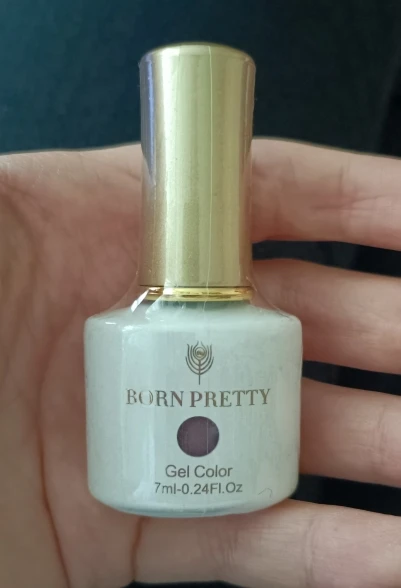 BORN PRETTY
Gel Color
7ml-0.24Fl.Oz